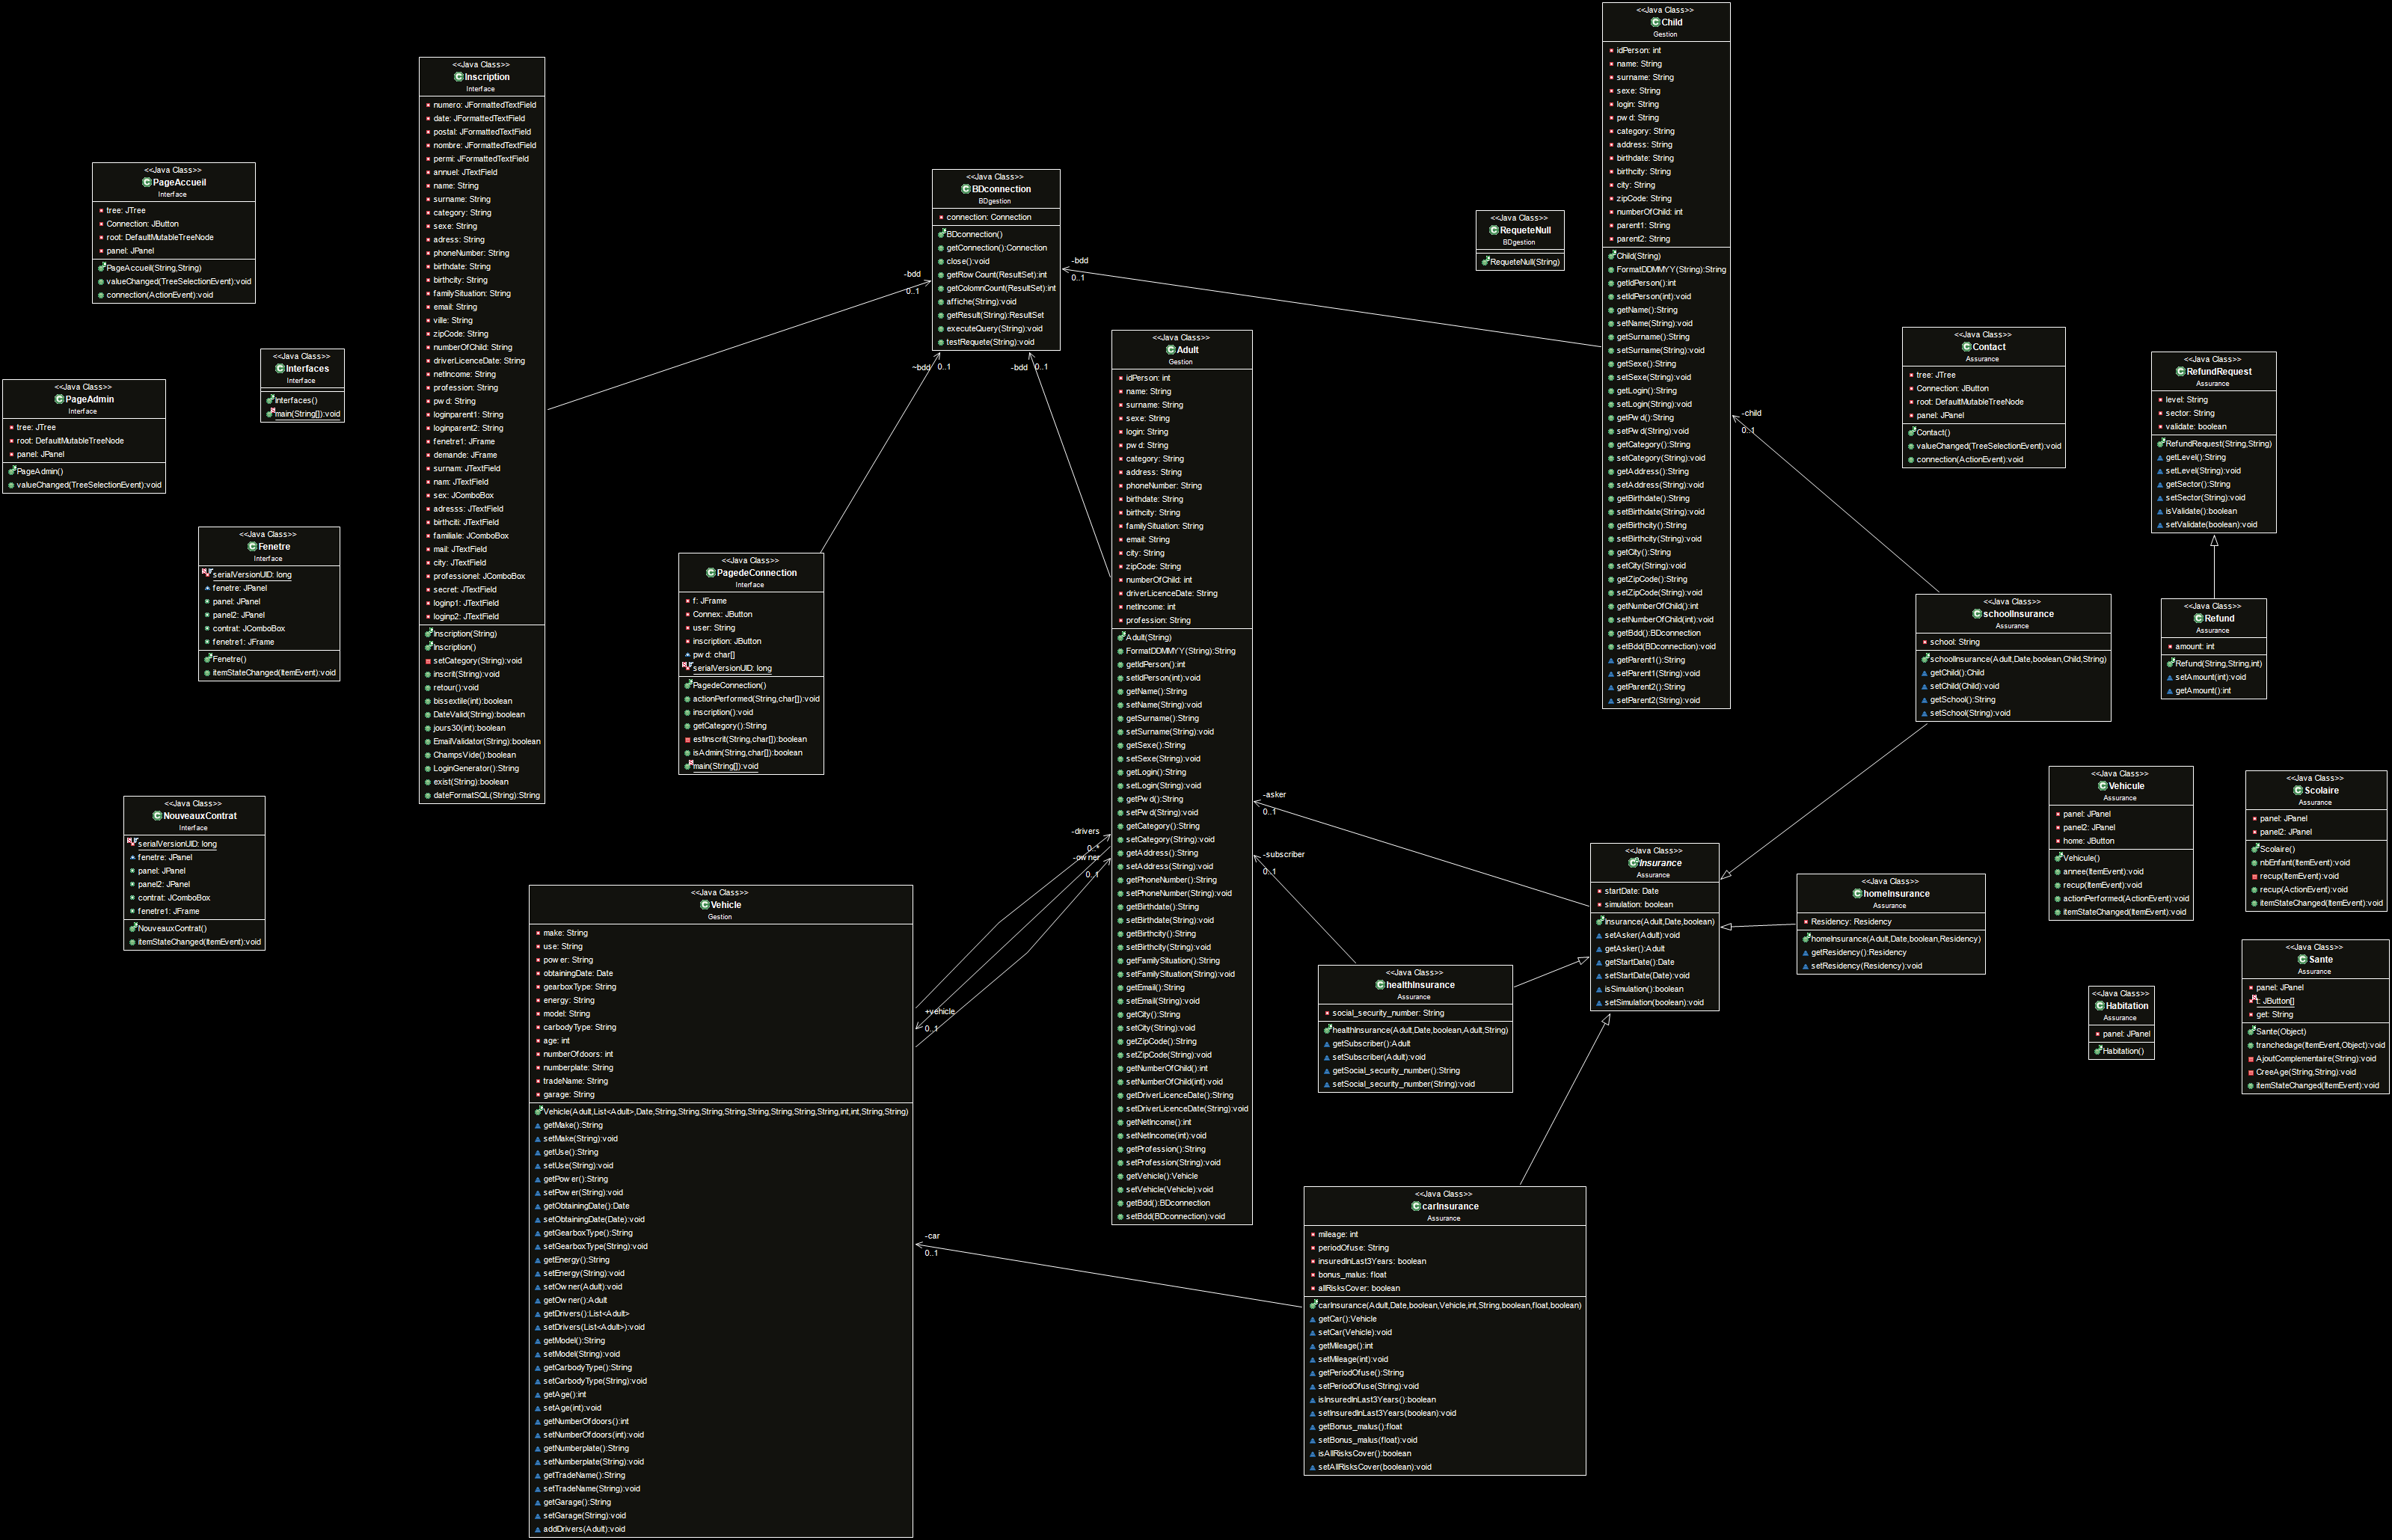 <<Java Class>>
Inscription
Interface
numero: JFormattedTextField
date: JFormattedTextField
postal: JFormattedTextField
nombre: JFormattedTextField
permi: JFormattedTextField
annuel: JTextField
name: String
surname: String
category: String
sexe: String
adress: String
phoneNumber: String
birthdate: String
birthcity: String
familySituation: String
email: String
ville: String
zipCode: String
numberOfChild: String
driverLicenceDate: String
netIncome: String
profession: String
pwd: String
loginparent1: String
loginparent2: String
fenetre1: JFrame
demande: JFrame
surnam: JTextField
nam: JTextField
sex: JComboBox
adresss: JTextField
birthciti: JTextField
familiale: JComboBox
mail: JTextField
city: JTextField
professionel: JComboBox
secret: JTextField
loginp1: JTextField
loginp2: JTextField
Inscription(String)
Inscription()
setCategory(String):void
inscrit(String):void
retour():void
bissextile(int):boolean
DateValid(String):boolean
jours30(int):boolean
EmailValidator(String):boolean
ChampsVide():boolean
LoginGenerator():String
exist(String):boolean
dateFormatSQL(String):String
<<Java Class>>
PageAccueil
Interface
tree: JTree
Connection: JButton
root: DefaultMutableTreeNode
panel: JPanel
PageAccueil(String,String)
valueChanged(TreeSelectionEvent):void
connection(ActionEvent):void
<<Java Class>>
Interfaces
Interface
Interfaces()
main(String[]):void
<<Java Class>>
PageAdmin
Interface
tree: JTree
root: DefaultMutableTreeNode
panel: JPanel
PageAdmin()
valueChanged(TreeSelectionEvent):void
<<Java Class>>
Fenetre
Interface
serialVersionUID: long
fenetre: JPanel
panel: JPanel
panel2: JPanel
contrat: JComboBox
fenetre1: JFrame
Fenetre()
itemStateChanged(ItemEvent):void
<<Java Class>>
NouveauxContrat
Interface
serialVersionUID: long
fenetre: JPanel
panel: JPanel
panel2: JPanel
contrat: JComboBox
fenetre1: JFrame
NouveauxContrat()
itemStateChanged(ItemEvent):void
<<Java Class>>
BDconnection
BDgestion
connection: Connection
BDconnection()
getConnection():Connection
close():void
getRowCount(ResultSet):int
getColomnCount(ResultSet):int
affiche(String):void
getResult(String):ResultSet
executeQuery(String):void
testRequete(String):void
-bdd
0..1
-bdd
0..1
~bdd
0..1
-bdd
0..1
<<Java Class>>
PagedeConnection
Interface
f: JFrame
Connex: JButton
user: String
inscription: JButton
pwd: char[]
serialVersionUID: long
PagedeConnection()
actionPerformed(String,char[]):void
inscription():void
getCategory():String
estInscrit(String,char[]):boolean
isAdmin(String,char[]):boolean
main(String[]):void
<<Java Class>>
Adult
Gestion
idPerson: int
name: String
surname: String
sexe: String
login: String
pwd: String
category: String
address: String
phoneNumber: String
birthdate: String
birthcity: String
familySituation: String
email: String
city: String
zipCode: String
numberOfChild: int
driverLicenceDate: String
netIncome: int
profession: String
Adult(String)
FormatDDMMYY(String):String
getIdPerson():int
setIdPerson(int):void
getName():String
setName(String):void
getSurname():String
setSurname(String):void
getSexe():String
setSexe(String):void
getLogin():String
setLogin(String):void
getPwd():String
setPwd(String):void
getCategory():String
setCategory(String):void
getAddress():String
setAddress(String):void
getPhoneNumber():String
setPhoneNumber(String):void
getBirthdate():String
setBirthdate(String):void
getBirthcity():String
setBirthcity(String):void
getFamilySituation():String
setFamilySituation(String):void
getEmail():String
setEmail(String):void
getCity():String
setCity(String):void
getZipCode():String
setZipCode(String):void
getNumberOfChild():int
setNumberOfChild(int):void
getDriverLicenceDate():String
setDriverLicenceDate(String):void
getNetIncome():int
setNetIncome(int):void
getProfession():String
setProfession(String):void
getVehicle():Vehicle
setVehicle(Vehicle):void
getBdd():BDconnection
setBdd(BDconnection):void
-drivers
0..*
-owner
0..1
+vehicle
0..1
-asker
0..1
-subscriber
0..1
<<Java Class>>
Vehicle
Gestion
make: String
use: String
power: String
obtainingDate: Date
gearboxType: String
energy: String
model: String
carbodyType: String
age: int
numberOfdoors: int
numberplate: String
tradeName: String
garage: String
Vehicle(Adult,List<Adult>,Date,String,String,String,String,String,String,String,int,int,String,String)
getMake():String
setMake(String):void
getUse():String
setUse(String):void
getPower():String
setPower(String):void
getObtainingDate():Date
setObtainingDate(Date):void
getGearboxType():String
setGearboxType(String):void
getEnergy():String
setEnergy(String):void
setOwner(Adult):void
getOwner():Adult
getDrivers():List<Adult>
setDrivers(List<Adult>):void
getModel():String
setModel(String):void
getCarbodyType():String
setCarbodyType(String):void
getAge():int
setAge(int):void
getNumberOfdoors():int
setNumberOfdoors(int):void
getNumberplate():String
setNumberplate(String):void
getTradeName():String
setTradeName(String):void
getGarage():String
setGarage(String):void
addDrivers(Adult):void
-car
0..1
<<Java Class>>
RequeteNull
BDgestion
RequeteNull(String)
<<Java Class>>
Child
Gestion
idPerson: int
name: String
surname: String
sexe: String
login: String
pwd: String
category: String
address: String
birthdate: String
birthcity: String
city: String
zipCode: String
numberOfChild: int
parent1: String
parent2: String
Child(String)
FormatDDMMYY(String):String
getIdPerson():int
setIdPerson(int):void
getName():String
setName(String):void
getSurname():String
setSurname(String):void
getSexe():String
setSexe(String):void
getLogin():String
setLogin(String):void
getPwd():String
setPwd(String):void
getCategory():String
setCategory(String):void
getAddress():String
setAddress(String):void
getBirthdate():String
setBirthdate(String):void
getBirthcity():String
setBirthcity(String):void
getCity():String
setCity(String):void
getZipCode():String
setZipCode(String):void
getNumberOfChild():int
setNumberOfChild(int):void
getBdd():BDconnection
setBdd(BDconnection):void
getParent1():String
setParent1(String):void
getParent2():String
setParent2(String):void
-child
0..1
<<Java Class>>
Contact
Assurance
tree: JTree
Connection: JButton
root: DefaultMutableTreeNode
panel: JPanel
Contact()
valueChanged(TreeSelectionEvent):void
connection(ActionEvent):void
<<Java Class>>
RefundRequest
Assurance
level: String
sector: String
validate: boolean
RefundRequest(String,String)
getLevel():String
setLevel(String):void
getSector():String
setSector(String):void
isValidate():boolean
setValidate(boolean):void
<<Java Class>>
schoolInsurance
Assurance
school: String
schoolInsurance(Adult,Date,boolean,Child,String)
getChild():Child
setChild(Child):void
getSchool():String
setSchool(String):void
<<Java Class>>
Refund
Assurance
amount: int
Refund(String,String,int)
setAmount(int):void
getAmount():int
<<Java Class>>
Insurance
Assurance
startDate: Date
simulation: boolean
Insurance(Adult,Date,boolean)
setAsker(Adult):void
getAsker():Adult
getStartDate():Date
setStartDate(Date):void
isSimulation():boolean
setSimulation(boolean):void
<<Java Class>>
homeInsurance
Assurance
Residency: Residency
homeInsurance(Adult,Date,boolean,Residency)
getResidency():Residency
setResidency(Residency):void
<<Java Class>>
healthInsurance
Assurance
social_security_number: String
healthInsurance(Adult,Date,boolean,Adult,String)
getSubscriber():Adult
setSubscriber(Adult):void
getSocial_security_number():String
setSocial_security_number(String):void
<<Java Class>>
carInsurance
Assurance
mileage: int
periodOfuse: String
insuredInLast3Years: boolean
bonus_malus: float
allRisksCover: boolean
carInsurance(Adult,Date,boolean,Vehicle,int,String,boolean,float,boolean)
getCar():Vehicle
setCar(Vehicle):void
getMileage():int
setMileage(int):void
getPeriodOfuse():String
setPeriodOfuse(String):void
isInsuredInLast3Years():boolean
setInsuredInLast3Years(boolean):void
getBonus_malus():float
setBonus_malus(float):void
isAllRisksCover():boolean
setAllRisksCover(boolean):void
<<Java Class>>
Vehicule
Assurance
panel: JPanel
panel2: JPanel
home: JButton
Vehicule()
annee(ItemEvent):void
recup(ItemEvent):void
actionPerformed(ActionEvent):void
itemStateChanged(ItemEvent):void
<<Java Class>>
Scolaire
Assurance
panel: JPanel
panel2: JPanel
Scolaire()
nbEnfant(ItemEvent):void
recup(ItemEvent):void
recup(ActionEvent):void
itemStateChanged(ItemEvent):void
<<Java Class>>
Habitation
Assurance
panel: JPanel
Habitation()
<<Java Class>>
Sante
Assurance
panel: JPanel
t: JButton[]
get: String
Sante(Object)
tranchedage(ItemEvent,Object):void
AjoutComplementaire(String):void
CreeAge(String,String):void
itemStateChanged(ItemEvent):void